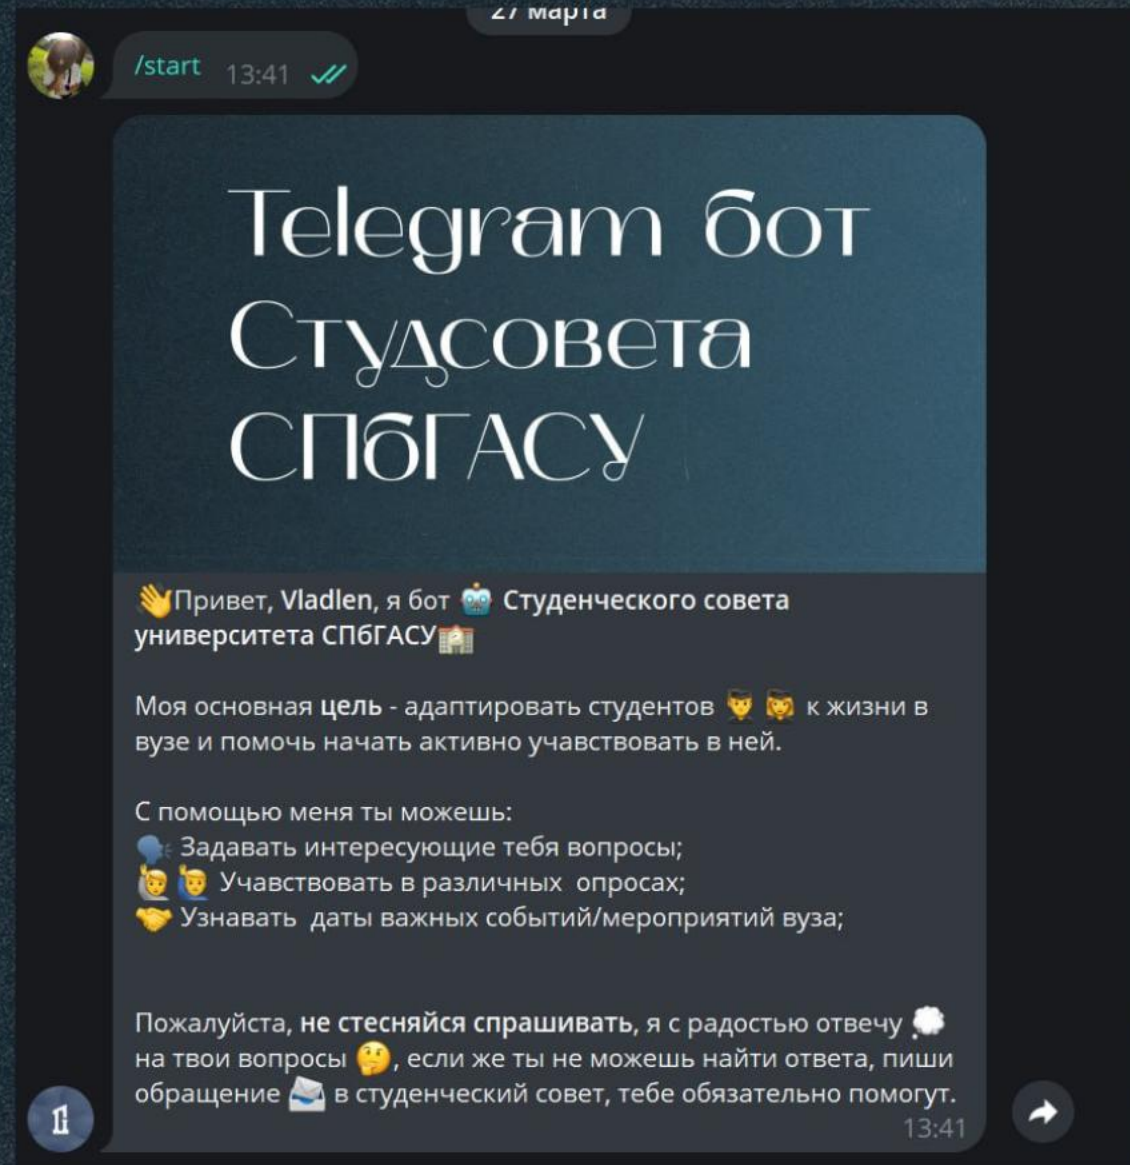 27 марта
/start 13:41
Telegram бот
Студсовета
СПбГАСУ
👋Привет, Vladlen, я бот 🤖 Студенческого совета
университета СПбГАСУ🏫
Моя основная цель - адаптировать студентов 👨‍🎓 👩‍🎓 к жизни в
вузе и помочь начать активно учавствовать в ней.
С помощью меня ты можешь:
🗣 Задавать интересующие тебя вопросы;
🙋 🙋‍♂️ Учавствовать в различных  опросах;
🤝 Узнавать  даты важных событий/мероприятий вуза;
Пожалуйста, не стесняйся спрашивать, я с радостью отвечу 💭
на твои вопросы 🤔, если же ты не можешь найти ответа, пиши
обращение 📨 в студенческий совет, тебе обязательно помогут.
13:41